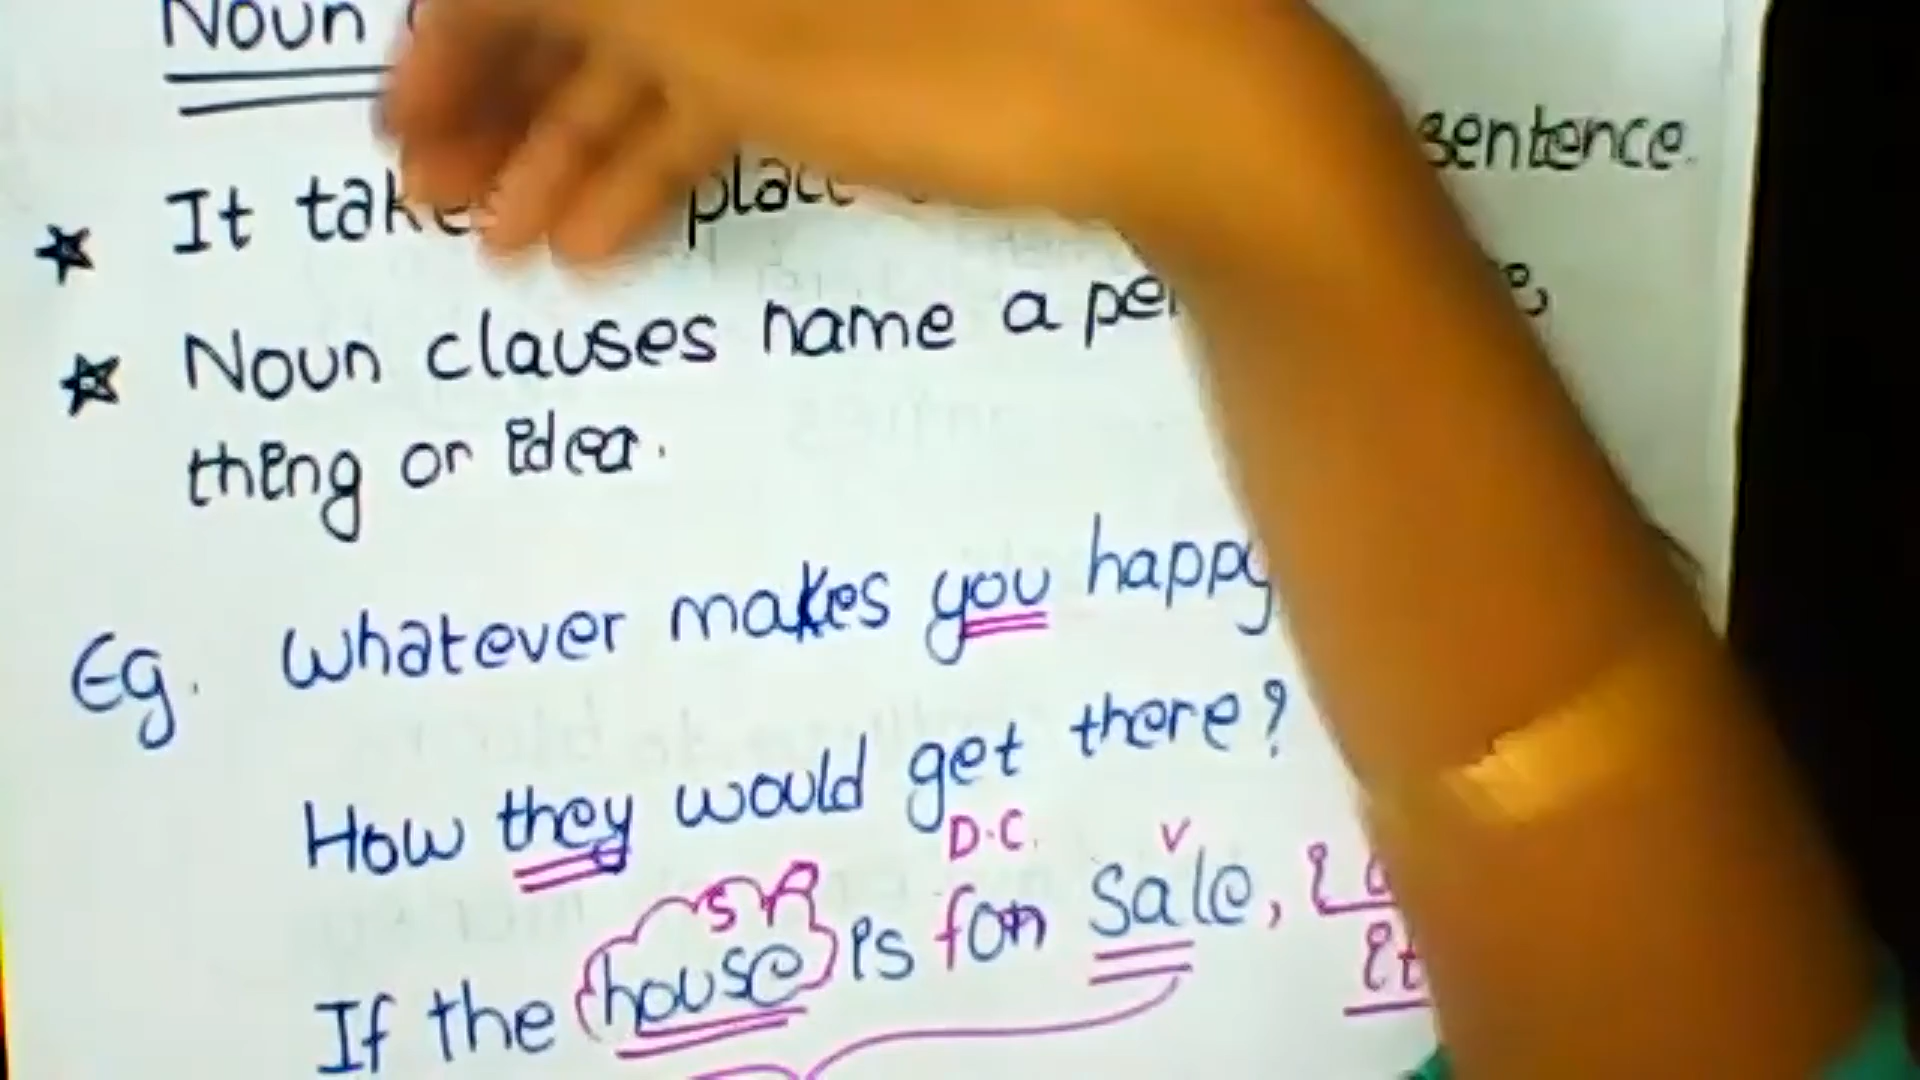 Noun
sentence.
It take place
Noun clauses name a pe
thing or idea.
Eg. Whatever makes you happy
How they would get there?
D.C. V
S
If the house is for sale,